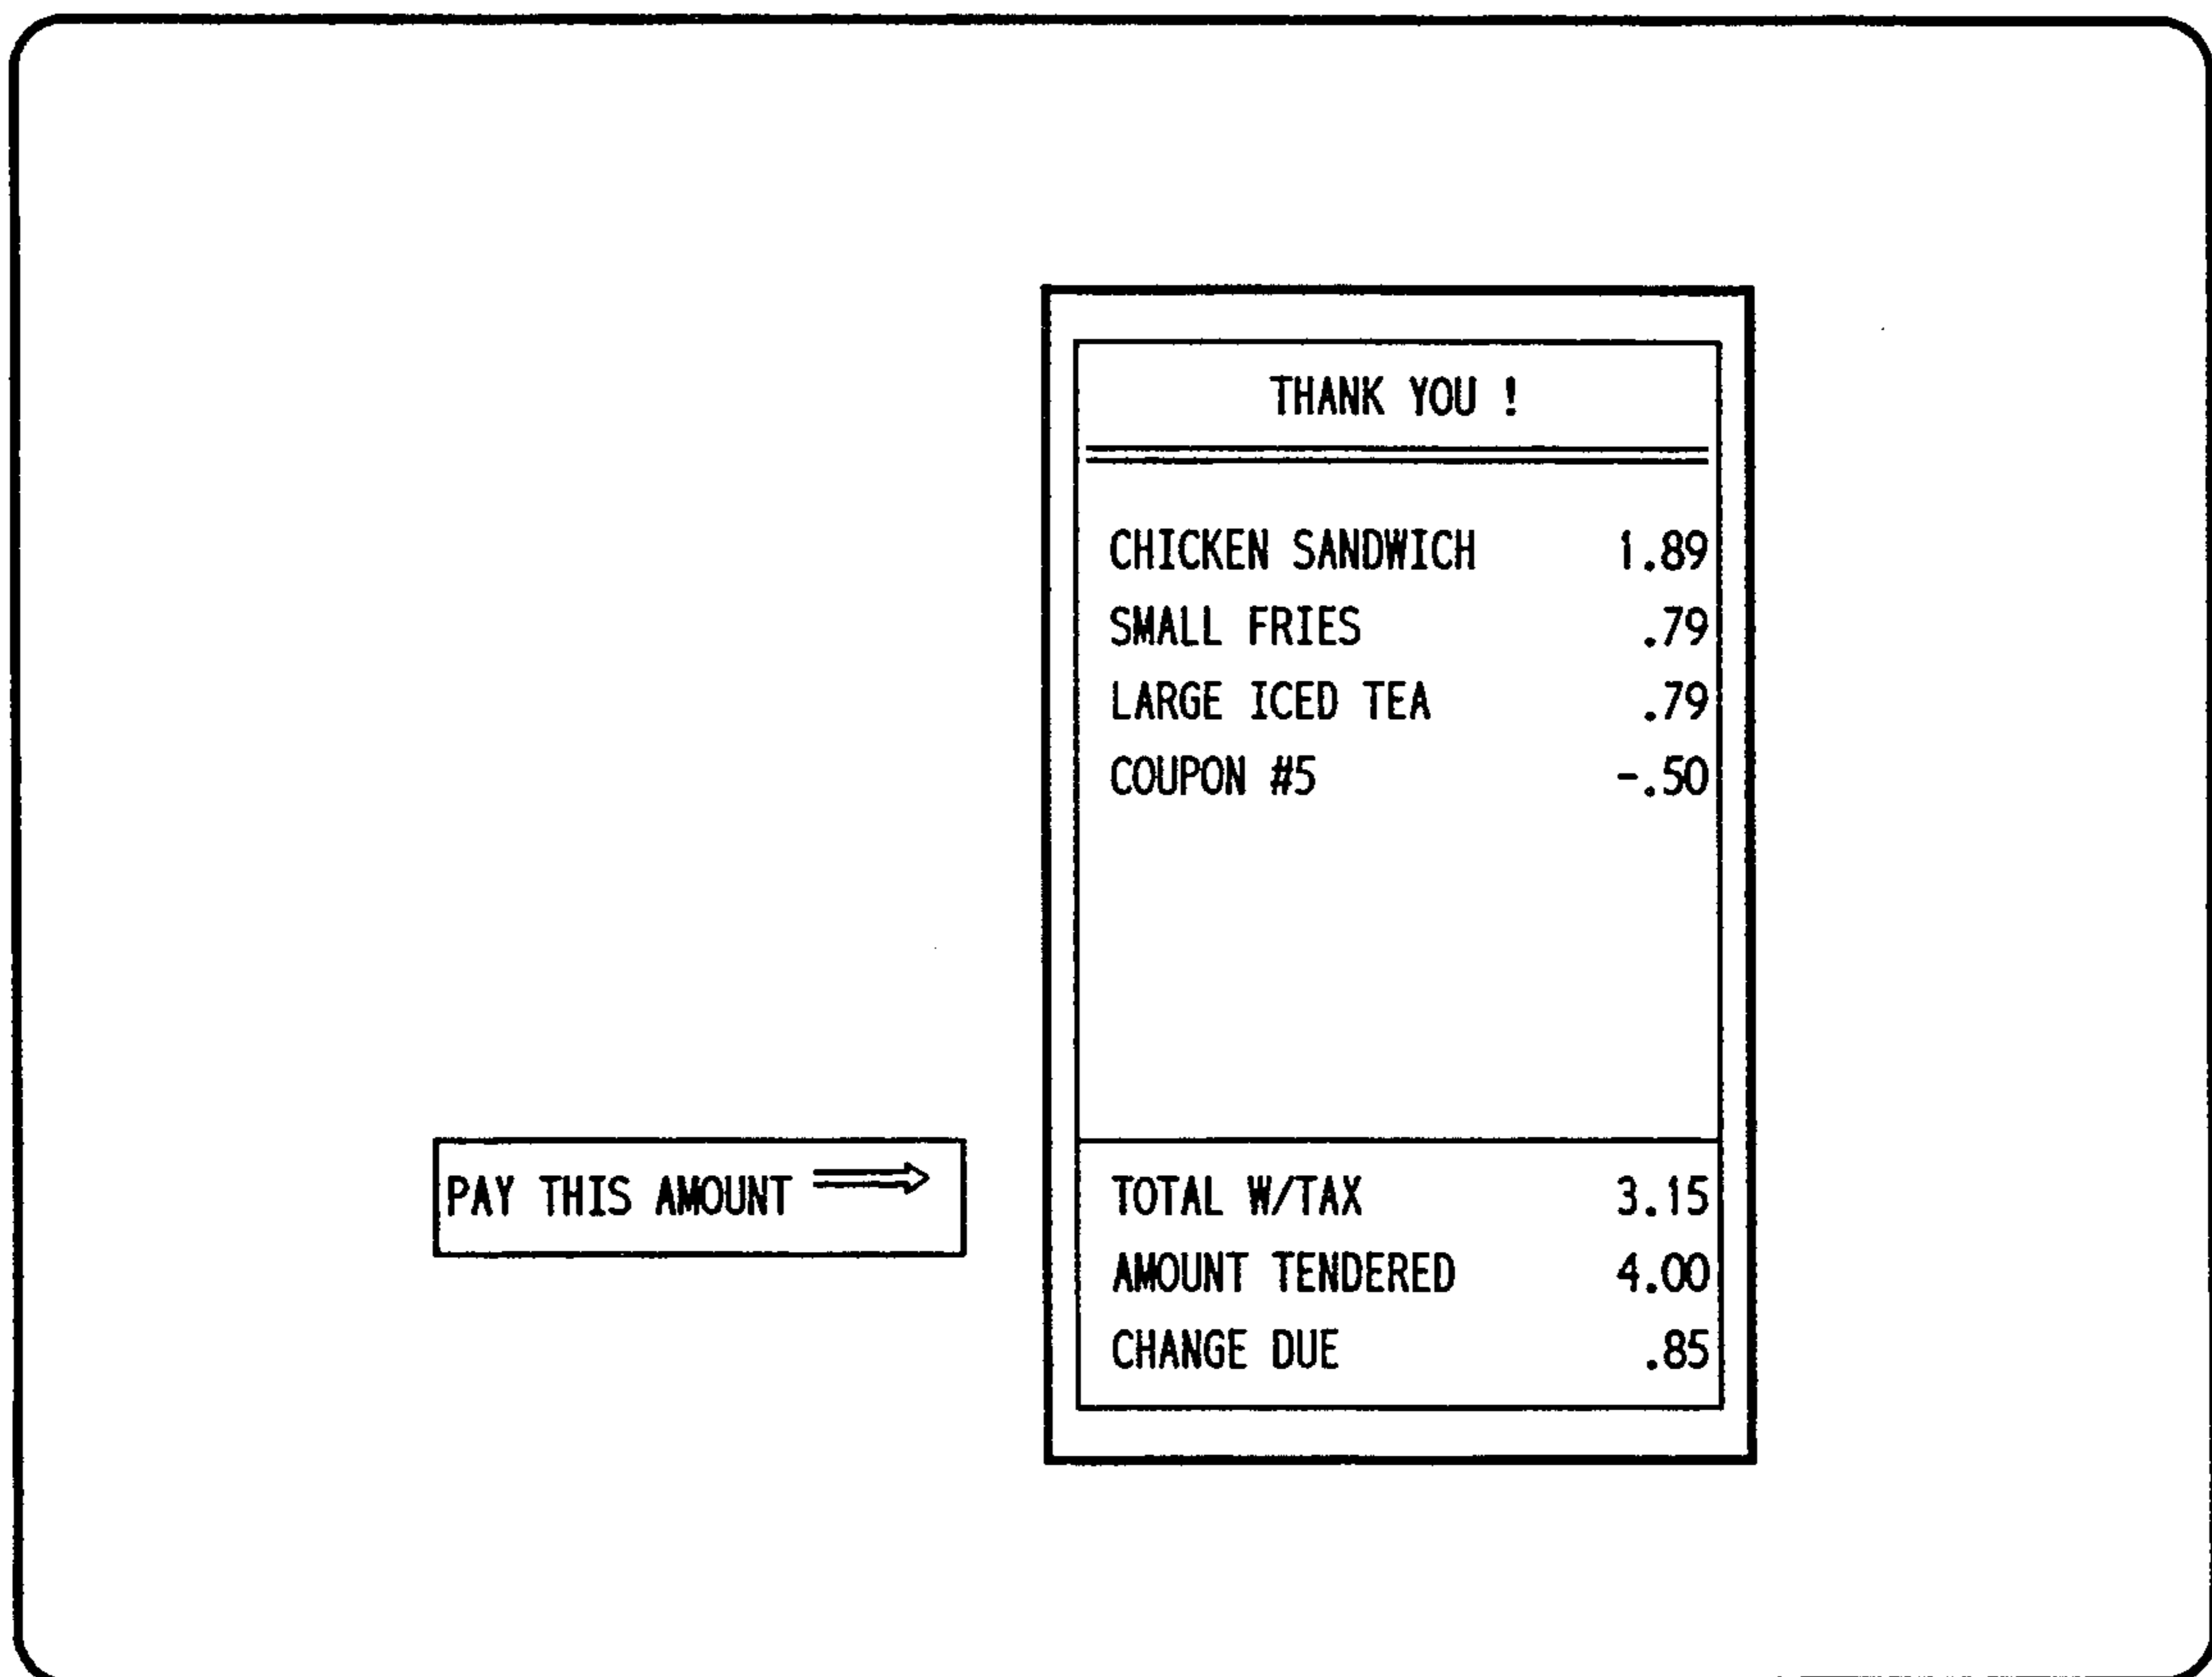 THANK YOU !
CHICKEN SANDWICH 1.89
SMALL FRIES .79
LARGE ICED TEA .79
COUPON #5 -.50
PAY THIS AMOUNT
TOTAL W/TAX 3.15
AMOUNT TENDERED 4.00
CHANGE DUE .85